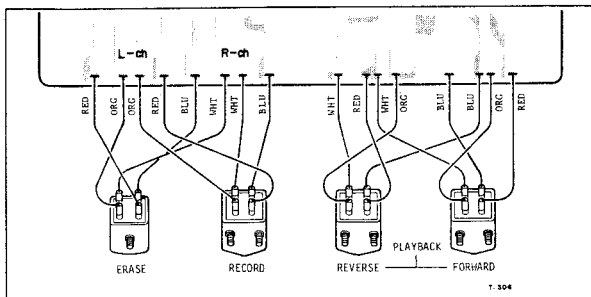 L-ch R-ch
RED ORG ORG RED BLU WHT WHT BLU WHT RED WHT ORG BLU BLU ORG RED
ERASE RECORD REVERSE PLAYBACK FORWARD
T-304